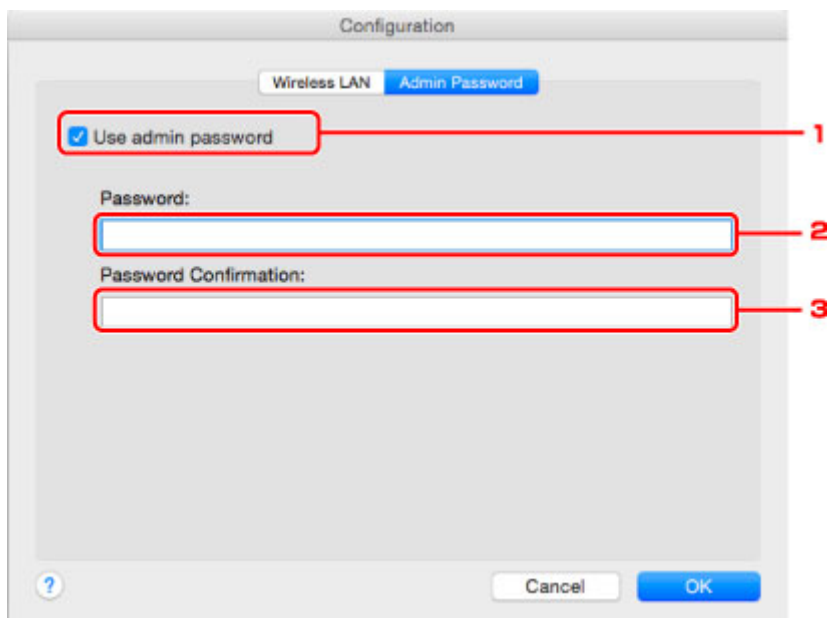 Configuration
Wireless LAN Admin Password
Use admin password 1
Password:
2
Password Confirmation:
3
? Cancel OK